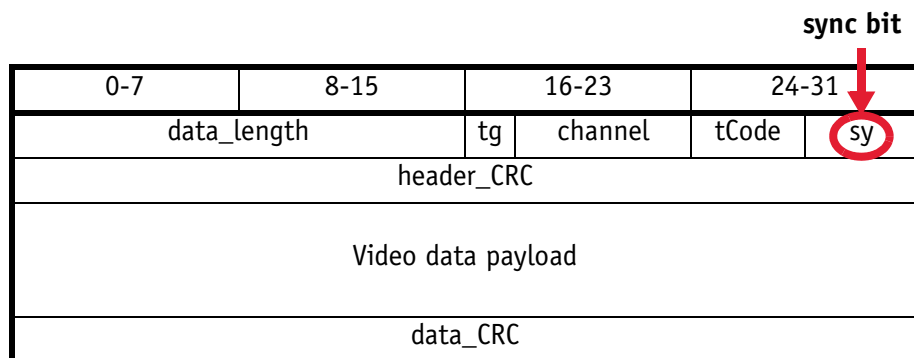 sync bit
0-7 8-15 16-23 24-31
data_length tg channel tCode sy
header_CRC
Video data payload
data_CRC